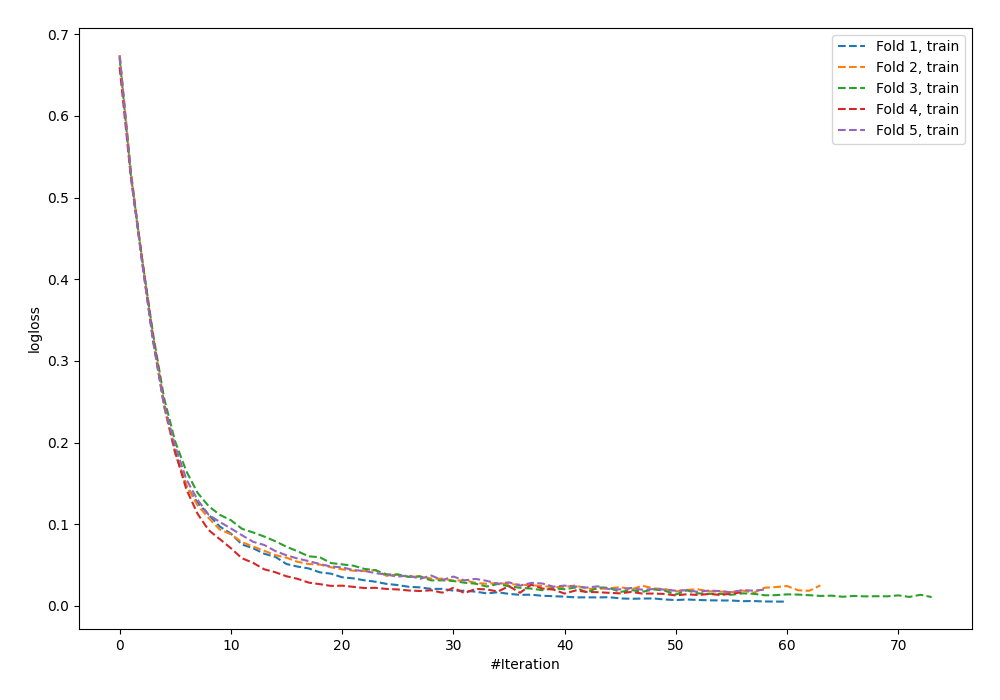 0.7
0.6
0.5
0.4
0.3
0.2
0.1
0.0
logloss
0 10 20 30 40 50 60 70
#Iteration
Fold 1, train
Fold 2, train
Fold 3, train
Fold 4, train
Fold 5, train